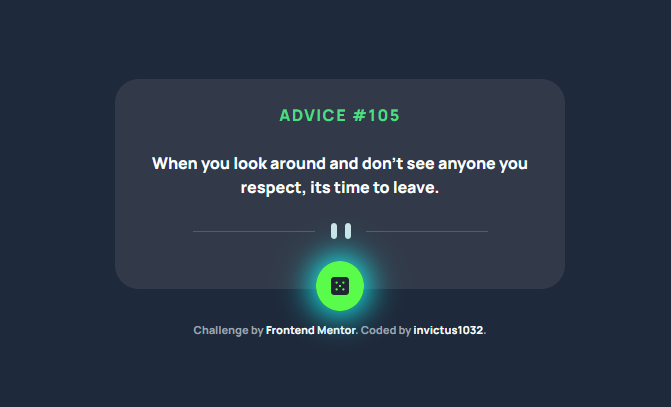 ADVICE #105
When you look around and don't see anyone you
respect, its time to leave.
Challenge by Frontend Mentor. Coded by invictus1032.